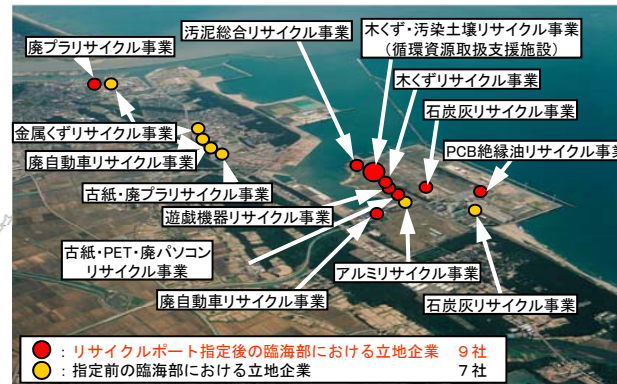 汚泥総合リサイクル事業
木くず・汚染土壌リサイクル事業
（循環資源取扱支援施設）
廃プラリサイクル事業
木くずリサイクル事業
石炭灰リサイクル事業
金属くずリサイクル事業
PCB絶縁油リサイクル事業
廃自動車リサイクル事業
古紙・廃プラリサイクル事業
遊戯機器リサイクル事業
古紙・PET・廃パソコン
リサイクル事業
アルミリサイクル事業
廃自動車リサイクル事業
石炭灰リサイクル事業
：リサイクルポート指定後の臨海部における立地企業　９社
：指定前の臨海部における立地企業　７社